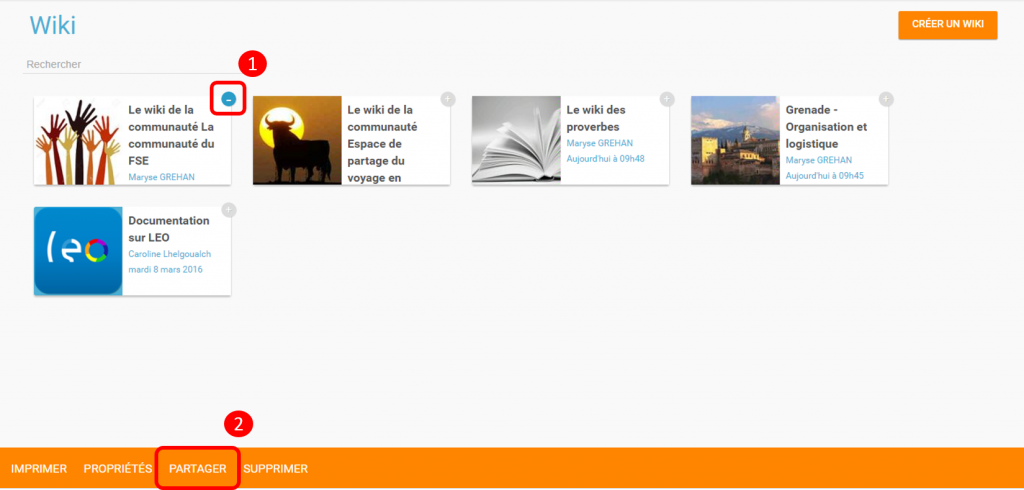 Wiki
CRÉER UN WIKI
Rechercher
1
-
Le wiki de la
communauté La
communauté du
FSE
Maryse GREHAN
+
Le wiki de la
communauté
Espace de
partage du
voyage en
+
Le wiki des
proverbes
Maryse GREHAN
Aujourd'hui à 09h48
+
Grenade -
Organisation et
logistique
Maryse GREHAN
Aujourd'hui à 09h45
+
leo
Documentation
sur LEO
Caroline Lhelgoualch
mardi 8 mars 2016
2
IMPRIMER PROPRIÉTÉS PARTAGER SUPPRIMER